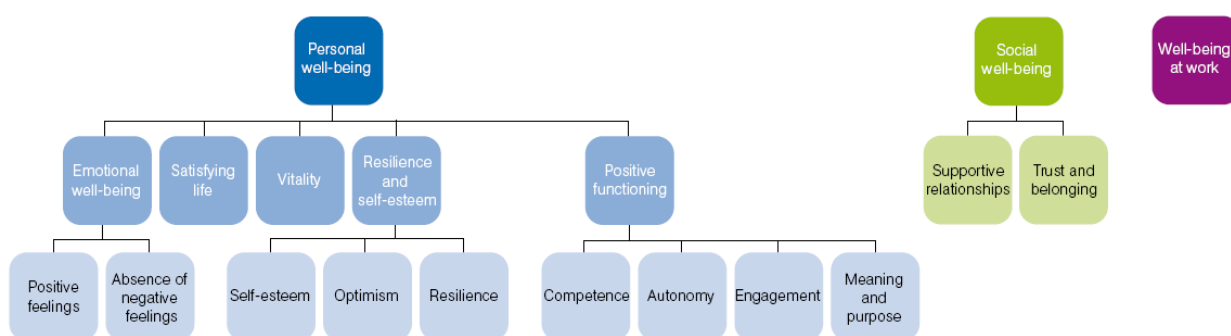 Personal
well-being
Social
well-being
Well-being
at work
Emotional
well-being
Satisfying
life
Vitality
Resilience
and
self-esteem
Positive
functioning
Supportive
relationships
Trust and
belonging
Positive
feelings
Absence of
negative
feelings
Self-esteem
Optimism
Resilience
Competence
Autonomy
Engagement
Meaning
and
purpose